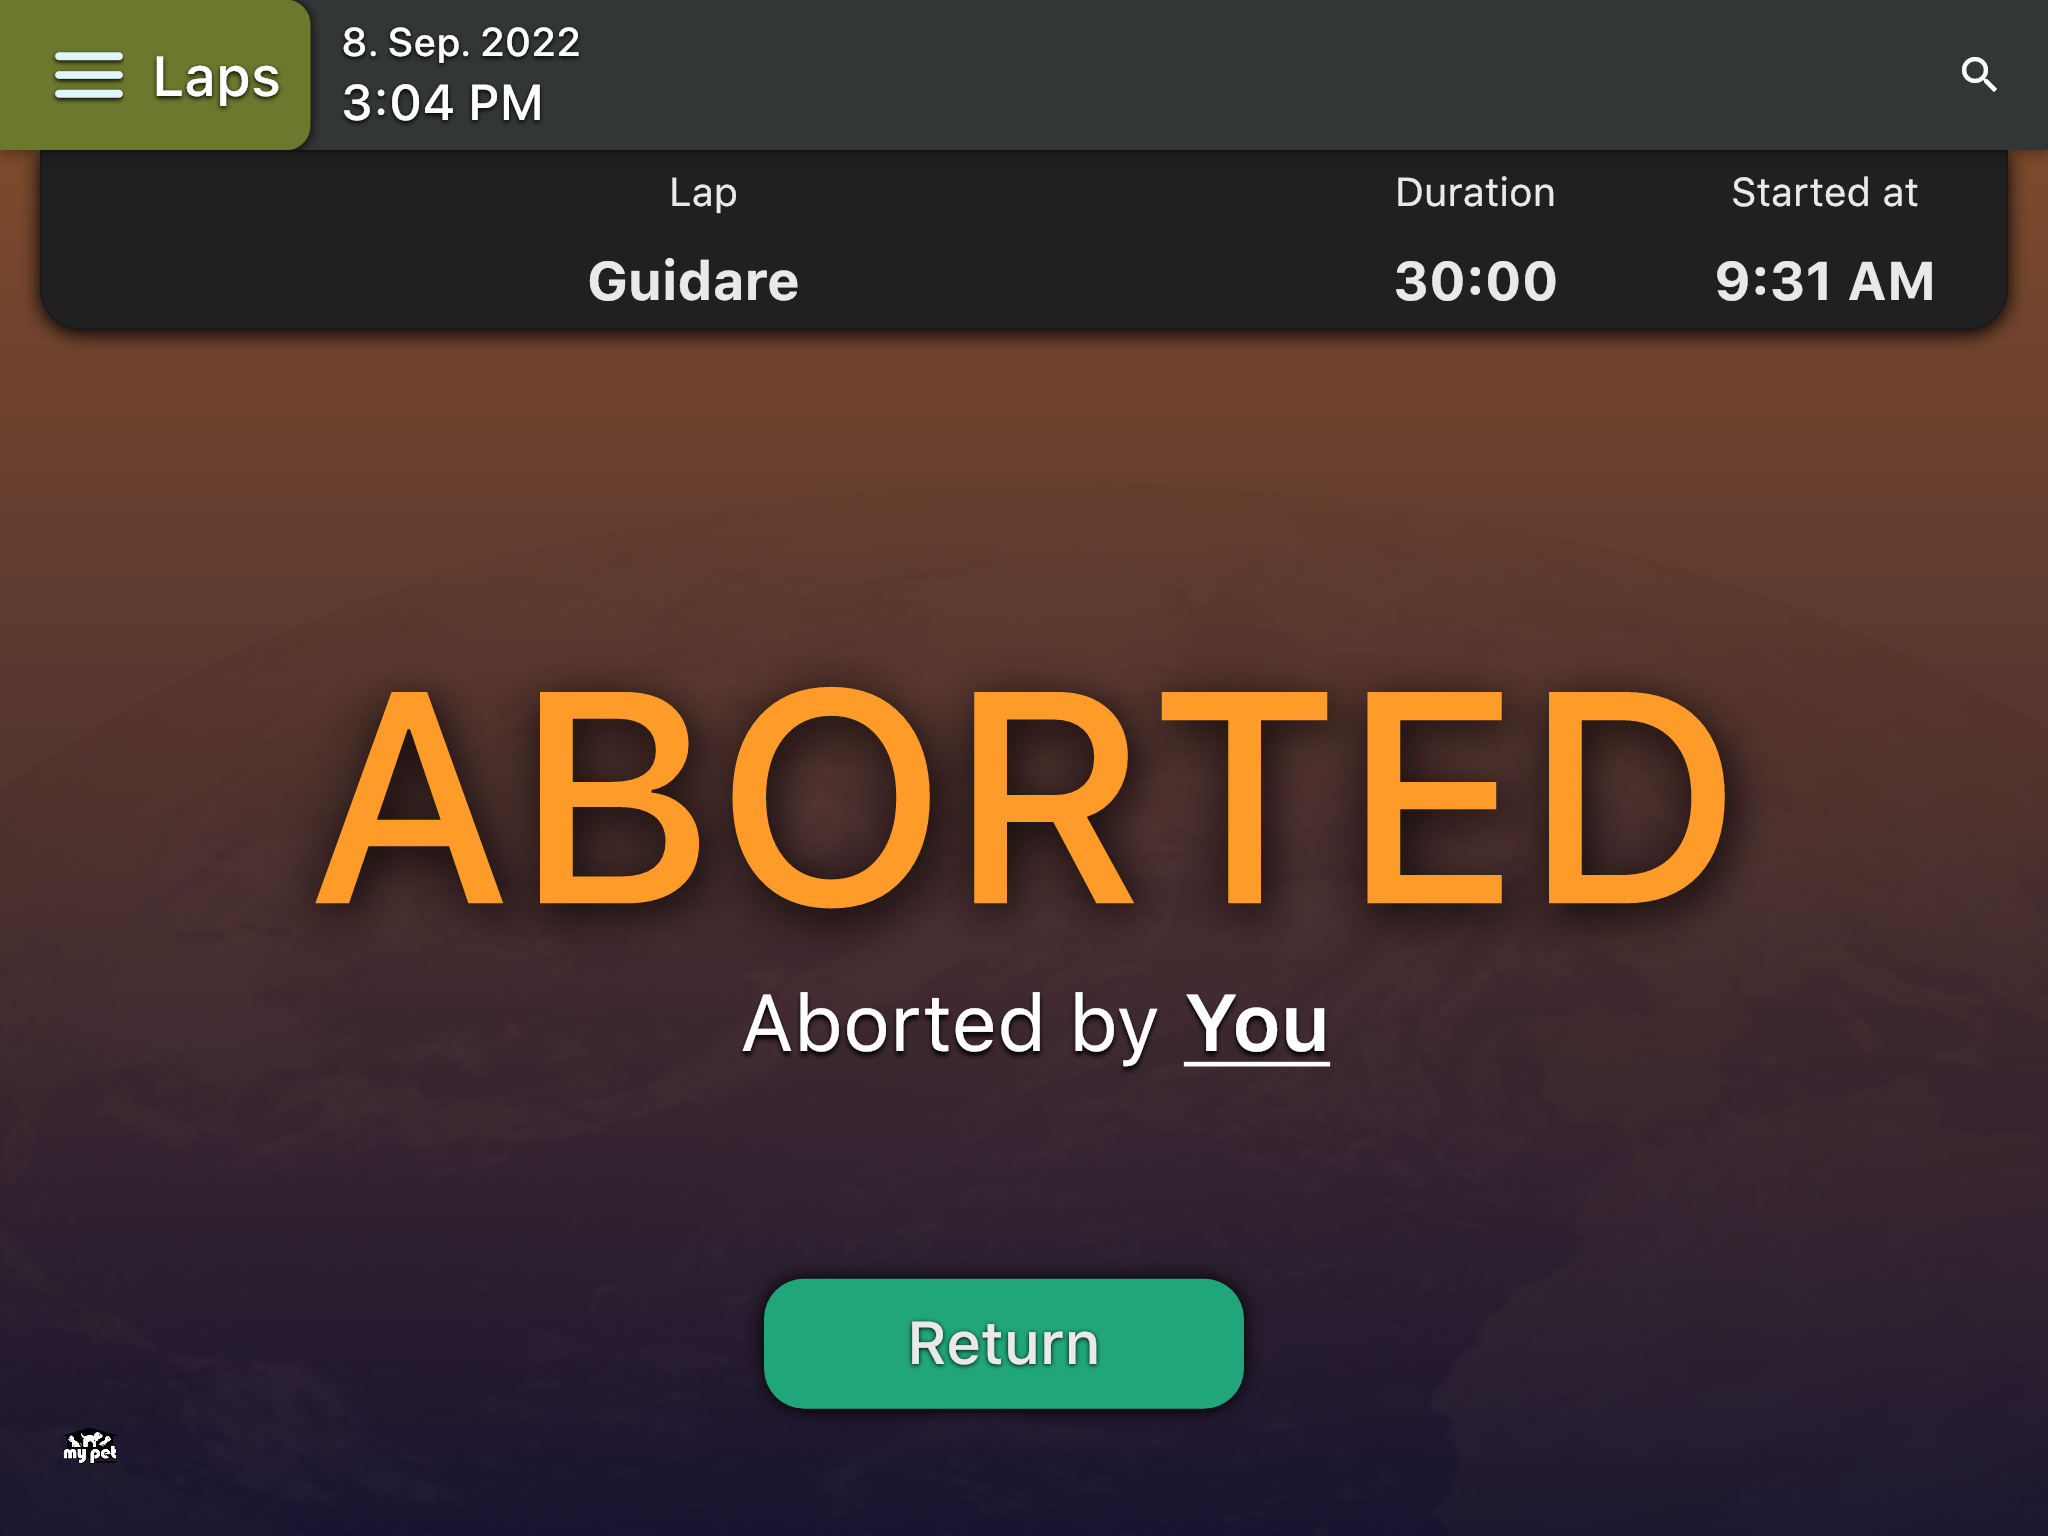 Laps
8. Sep. 2022
3:04 PM
Lap Duration Started at
Guidare 30:00 9:31 AM
ABORTED
Aborted by You
Return
my pet